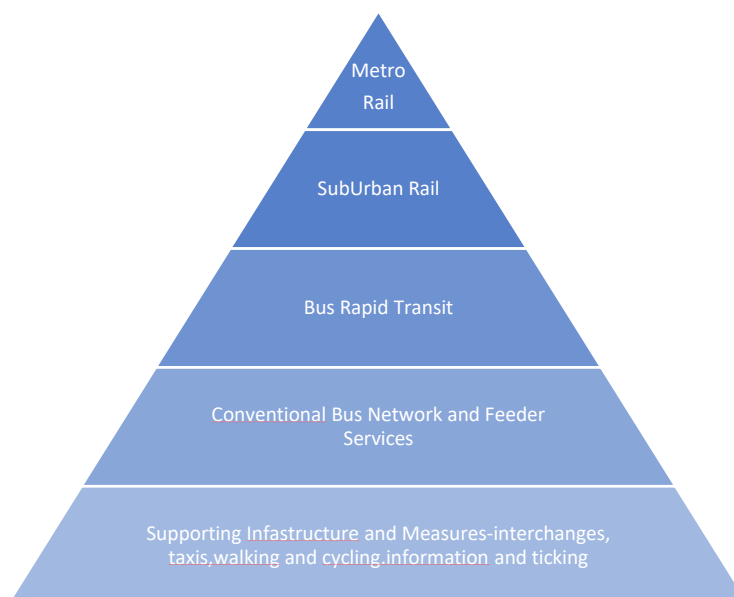 Metro
Rail
SubUrban Rail
Bus Rapid Transit
Conventional Bus Network and Feeder
Services
Supporting Infastructure and Measures-interchanges,
taxis,walking and cycling.information and ticking